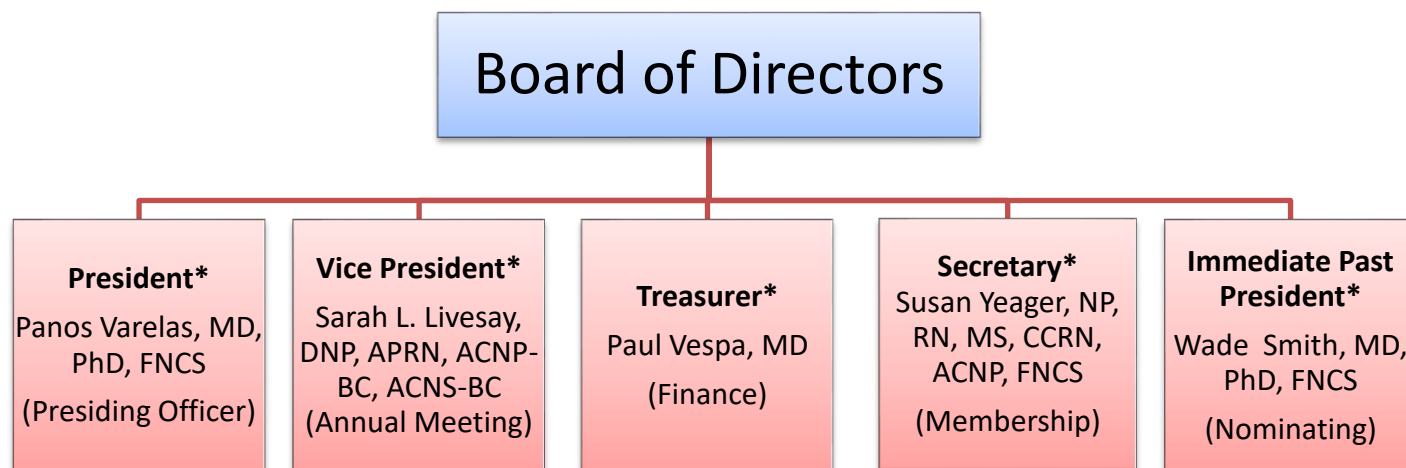 Board of Directors
President*
Panos Varelas, MD,
PhD, FNCS
(Presiding Officer)
Vice President*
Sarah L. Livesay,
DNP, APRN, ACNP-
BC, ACNS-BC
(Annual Meeting)
Treasurer*
Paul Vespa, MD
(Finance)
Secretary*
Susan Yeager, NP,
RN, MS, CCRN,
ACNP, FNCS
(Membership)
Immediate Past
President*
Wade  Smith, MD,
PhD, FNCS
(Nominating)